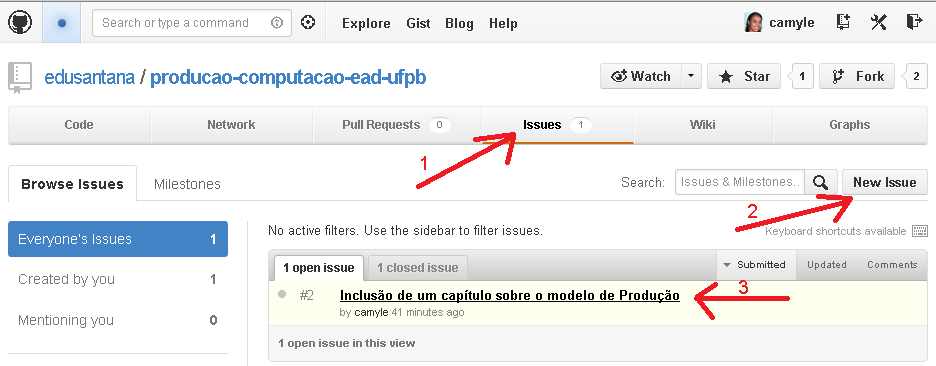 Search or type a command
Explore Gist Blog Help
camyle
edusantana / producao-computacao-ead-ufpb
Watch Star 1 Fork 2
Code Network Pull Requests 0 Issues 1 Wiki Graphs
1
Browse Issues Milestones
Search: Issues & Milestones... New Issue
2
Keyboard shortcuts available
Everyone's Issues 1
Created by you 1
Mentioning you 0
No active filters. Use the sidebar to filter issues.
1 open issue 1 closed issue
Submitted Updated Comments
#2 Inclusão de um capítulo sobre o modelo de Produção
3
by camyle 41 minutes ago
1 open issue in this view